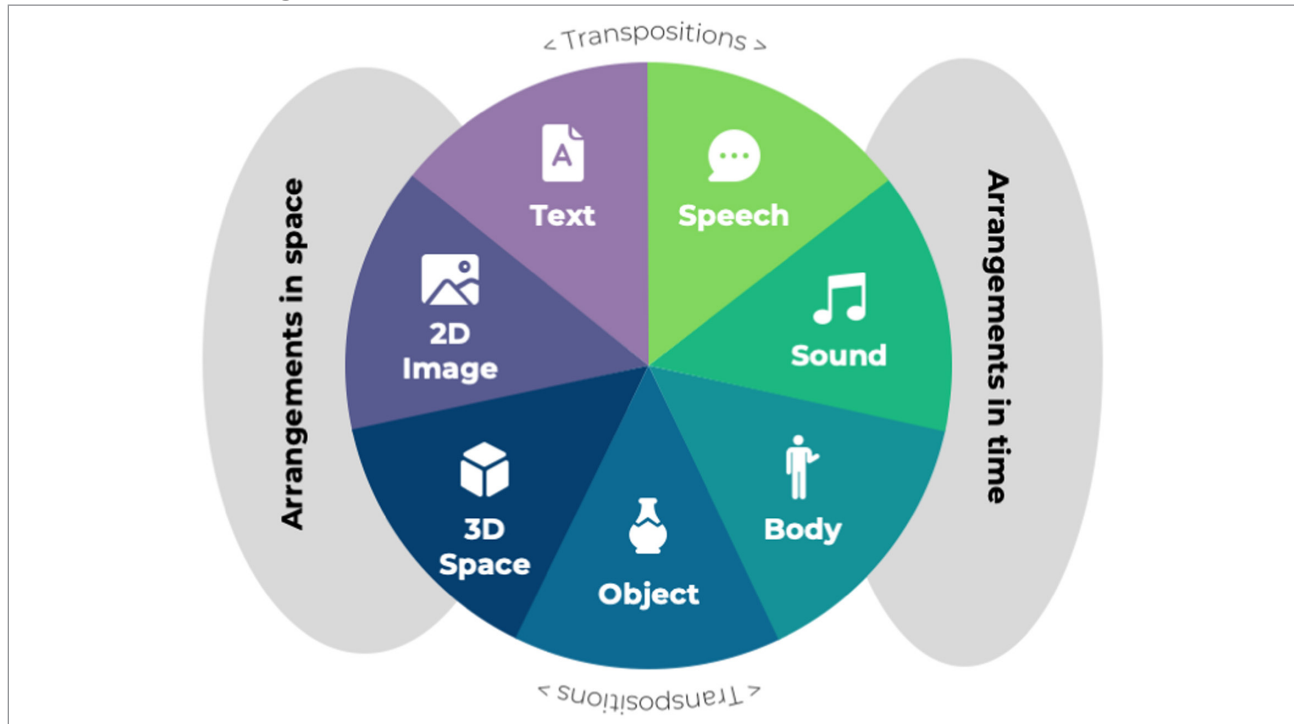 < Transpositions >
Arrangements in space
Arrangements in time
A
Text
Speech
2D
Image
Sound
3D
Space
Body
Object
< Transpositions >